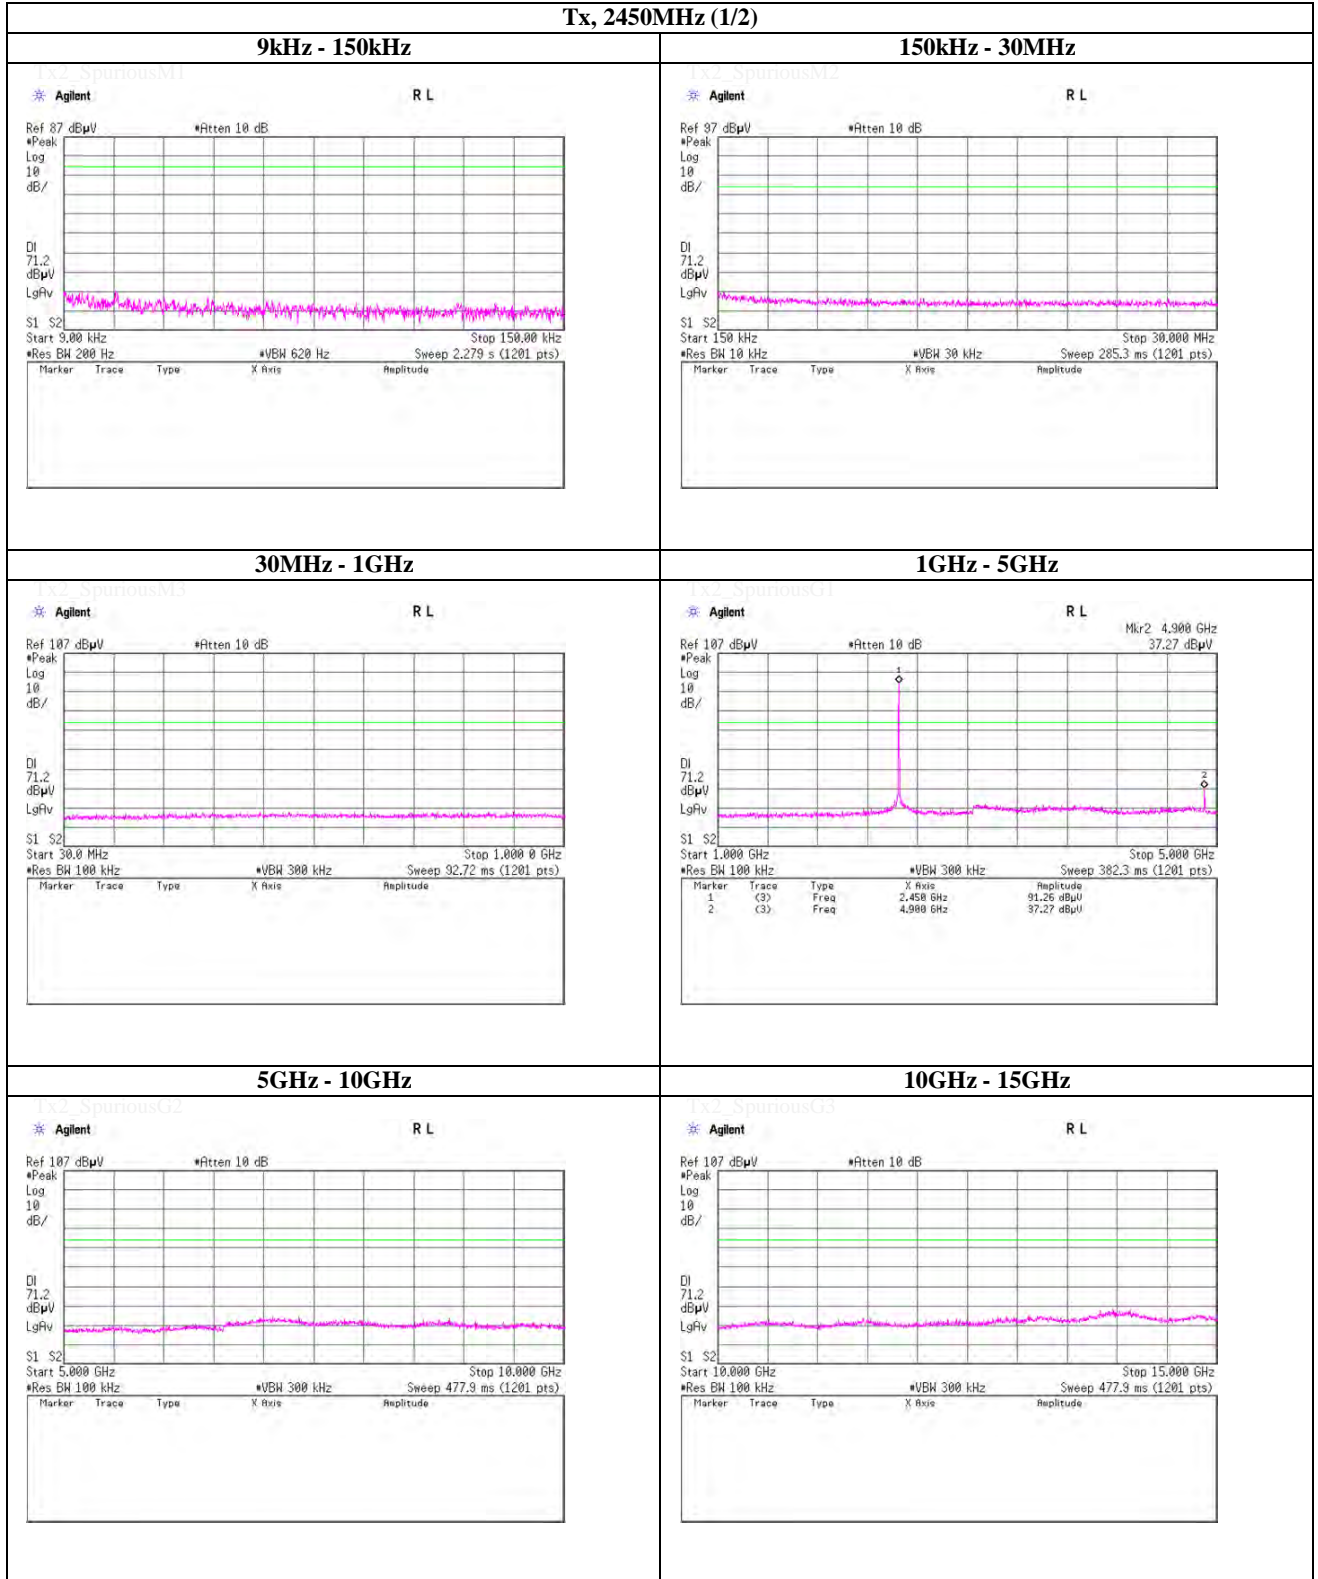 Tx, 2450MHz (1/2)
9kHz - 150kHz
Tx2_SpuriousM1
Agilent R L
Ref 87 dBµV #Atten 10 dB
#Peak
Log
10
dB/
DI
71.2
dBµV
LgAv
S1 S2
Start 9.00 kHz Stop 150.00 kHz
#Res BW 200 Hz #VBW 620 Hz Sweep 2.279 s (1201 pts)
Marker Trace Type X Axis Amplitude
150kHz - 30MHz
Tx2_SpuriousM2
Agilent R L
Ref 97 dBµV #Atten 10 dB
#Peak
Log
10
dB/
DI
71.2
dBµV
LgAv
S1 S2
Start 150 kHz Stop 30.000 MHz
#Res BW 10 kHz #VBW 30 kHz Sweep 285.3 ms (1201 pts)
Marker Trace Type X Axis Amplitude
30MHz - 1GHz
Tx2_SpuriousM3
Agilent R L
Ref 107 dBµV #Atten 10 dB
#Peak
Log
10
dB/
DI
71.2
dBµV
LgAv
S1 S2
Start 30.0 MHz Stop 1.000 0 GHz
#Res BW 100 kHz #VBW 300 kHz Sweep 92.72 ms (1201 pts)
Marker Trace Type X Axis Amplitude
1GHz - 5GHz
Tx2_SpuriousG1
Agilent R L
Mkr2 4.900 GHz
Ref 107 dBµV #Atten 10 dB 37.27 dBµV
#Peak
Log
10
dB/
1
DI
71.2
dBµV
2
LgAv
S1 S2
Start 1.000 GHz Stop 5.000 GHz
#Res BW 100 kHz #VBW 300 kHz Sweep 382.3 ms (1201 pts)
Marker Trace Type X Axis Amplitude
1 (3) Freq 2.450 GHz 91.26 dBµV
2 (3) Freq 4.900 GHz 37.27 dBµV
5GHz - 10GHz
Tx2_SpuriousG2
Agilent R L
Ref 107 dBµV #Atten 10 dB
#Peak
Log
10
dB/
DI
71.2
dBµV
LgAv
S1 S2
Start 5.000 GHz Stop 10.000 GHz
#Res BW 100 kHz #VBW 300 kHz Sweep 477.9 ms (1201 pts)
Marker Trace Type X Axis Amplitude
10GHz - 15GHz
Tx2_SpuriousG3
Agilent R L
Ref 107 dBµV #Atten 10 dB
#Peak
Log
10
dB/
DI
71.2
dBµV
LgAv
S1 S2
Start 10.000 GHz Stop 15.000 GHz
#Res BW 100 kHz #VBW 300 kHz Sweep 477.9 ms (1201 pts)
Marker Trace Type X Axis Amplitude